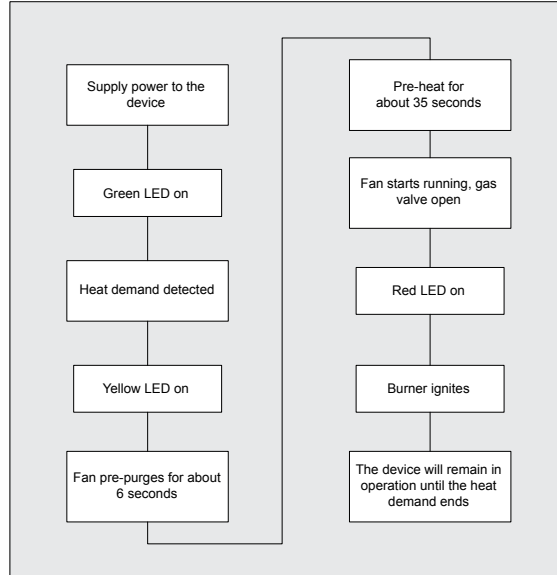 Supply power to the
device
Green LED on
Heat demand detected
Yellow LED on
Fan pre-purges for about
6 seconds
Pre-heat for
about 35 seconds
Fan starts running, gas
valve open
Red LED on
Burner ignites
The device will remain in
operation until the heat
demand ends